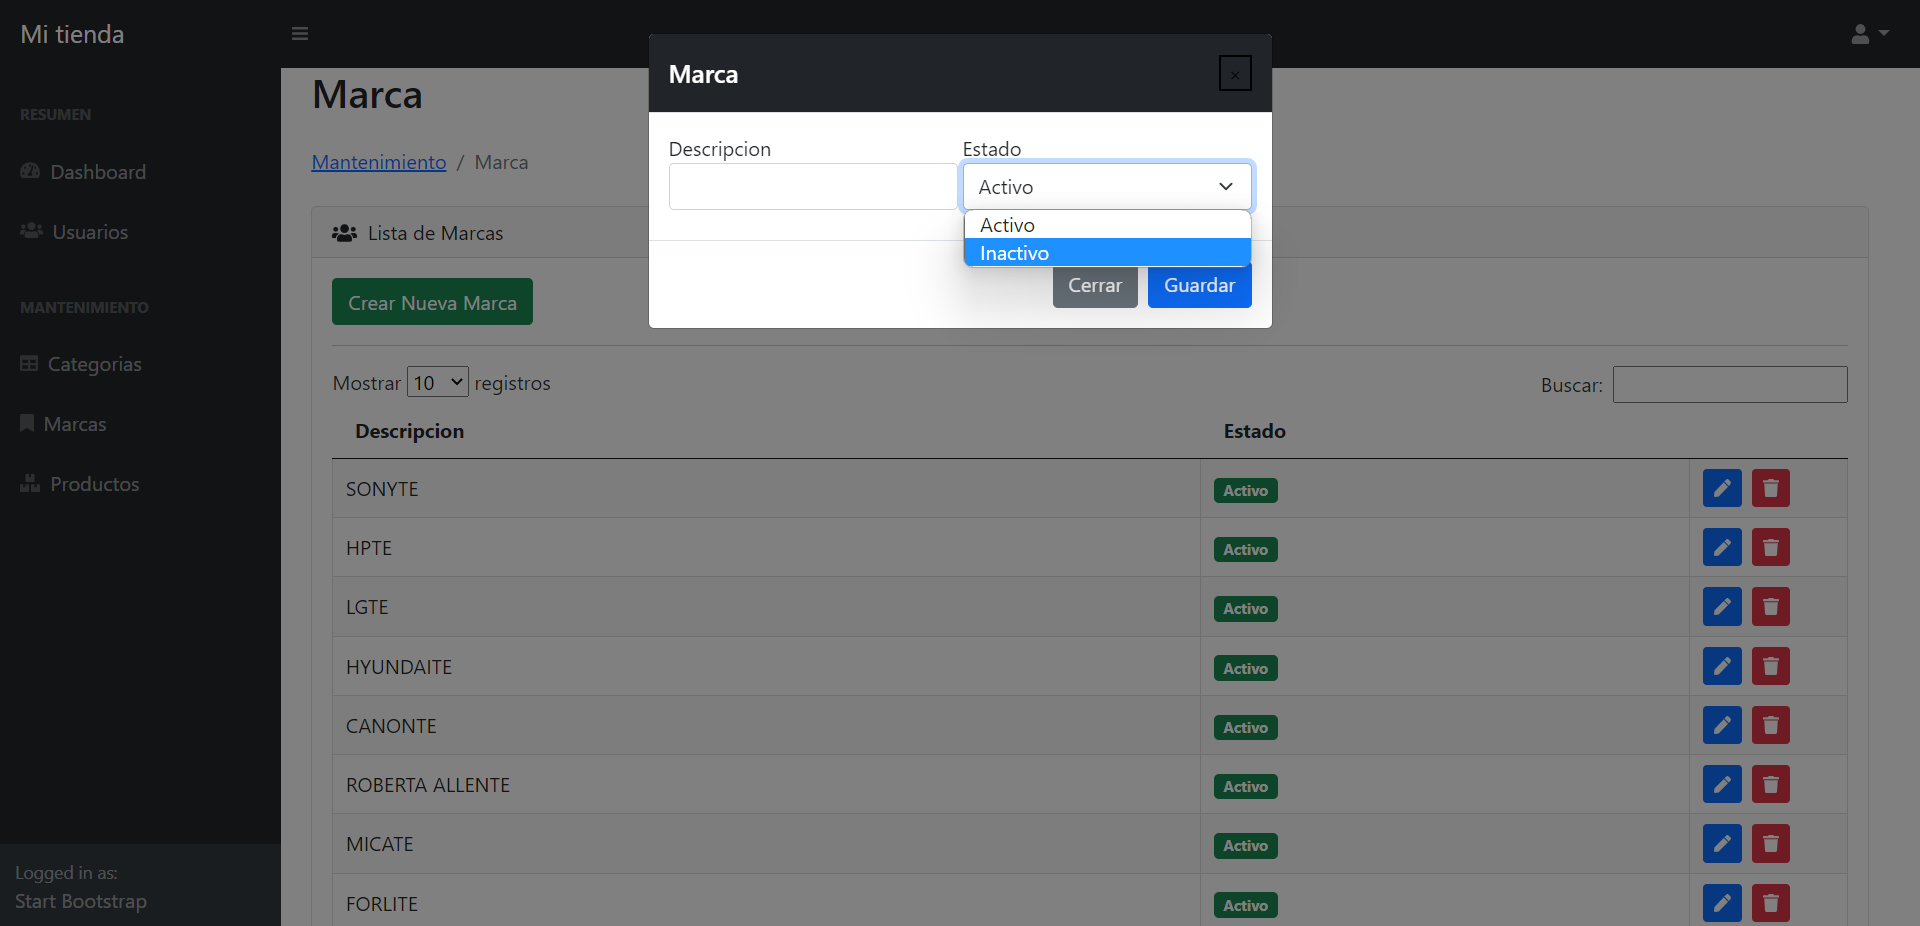 Mi tienda
RESUMEN
Dashboard
Usuarios
MANTENIMIENTO
Categorias
Marcas
Productos
Logged in as:
Start Bootstrap
Marca
Mantenimiento / Marca
Lista de Marcas
Crear Nueva Marca
Marca
×
Descripcion Estado
Activo
Activo
Inactivo
Cerrar Guardar
Mostrar 10 registros Buscar:
Descripcion Estado
SONYTE Activo
HPTE Activo
LGTE Activo
HYUNDAITE Activo
CANONTE Activo
ROBERTA ALLENTE Activo
MICATE Activo
FORLITE Activo